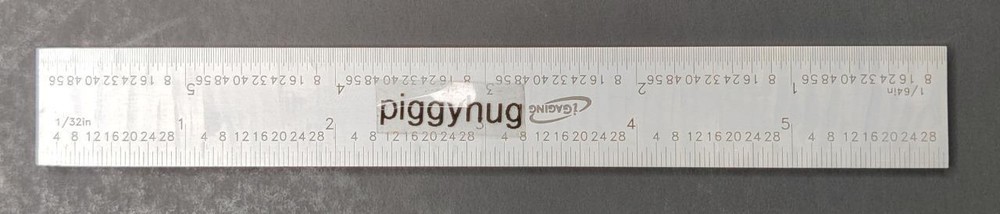 1/64in
8 16 24 32 40 48 56 1 8 16 24 32 40 48 56 2 8 16 24 32 40 48 56 3 8 16 24 32 40 48 56 4 8 16 24 32 40 48 56 5 8 16 24 32 40 48 56
iGAGING
piggynug
1/32in
4 8 12 16 20 24 28 1 4 8 12 16 20 24 28 2 4 8 12 16 20 24 28 3 4 8 12 16 20 24 28 4 4 8 12 16 20 24 28 5 4 8 12 16 20 24 28